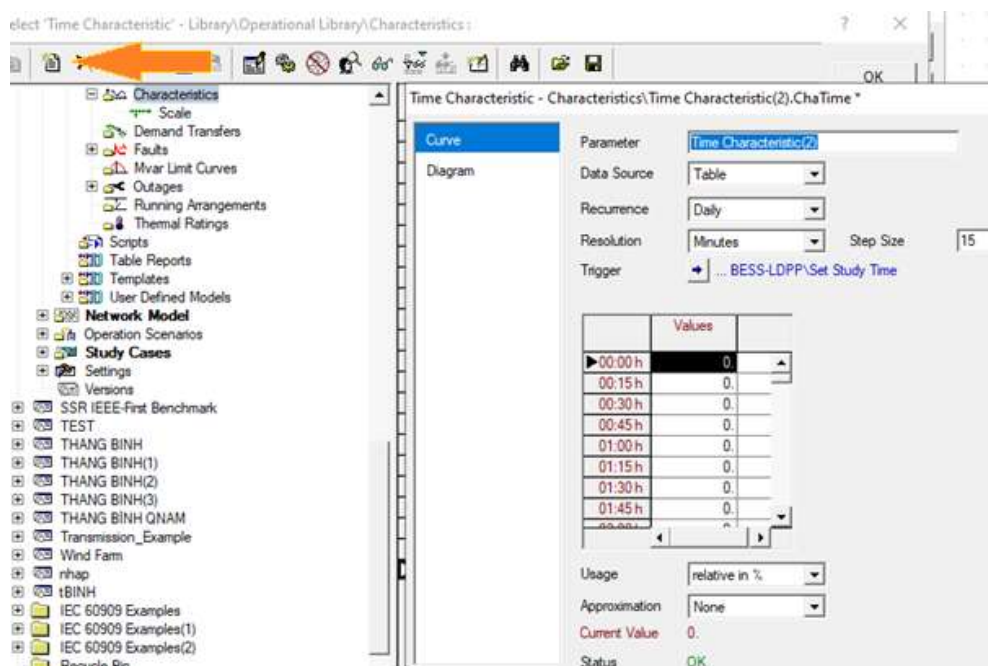 elect 'Time Characteristic' - Library\Operational Library\Characteristics :
? ×
OK
Characteristics
Scale
Demand Transfers
Faults
Mvar Limit Curves
Outages
Running Arrangements
Thermal Ratings
Scripts
Table Reports
Templates
User Defined Models
Network Model
Operation Scenarios
Study Cases
Settings
Versions
SSR IEEE-First Benchmark
TEST
THANG BINH
THANG BINH(1)
THANG BINH(2)
THANG BINH(3)
THANG BÌNH QNAM
Transmission_Example
Wind Farm
nhap
tBINH
IEC 60909 Examples
IEC 60909 Examples(1)
IEC 60909 Examples(2)
Recycle Bin
Time Characteristic - Characteristics\Time Characteristic(2).ChaTime *
Curve
Diagram
Parameter Time Characteristic(2)
Data Source Table
Recurrence Daily
Resolution Minutes Step Size 15
Trigger ... BESS-LDPP\Set Study Time
Values
00:00 h 0.
00:15 h 0.
00:30 h 0.
00:45 h 0.
01:00 h 0.
01:15 h 0.
01:30 h 0.
01:45 h 0.
Usage relative in %
Approximation None
Current Value 0.
Status OK